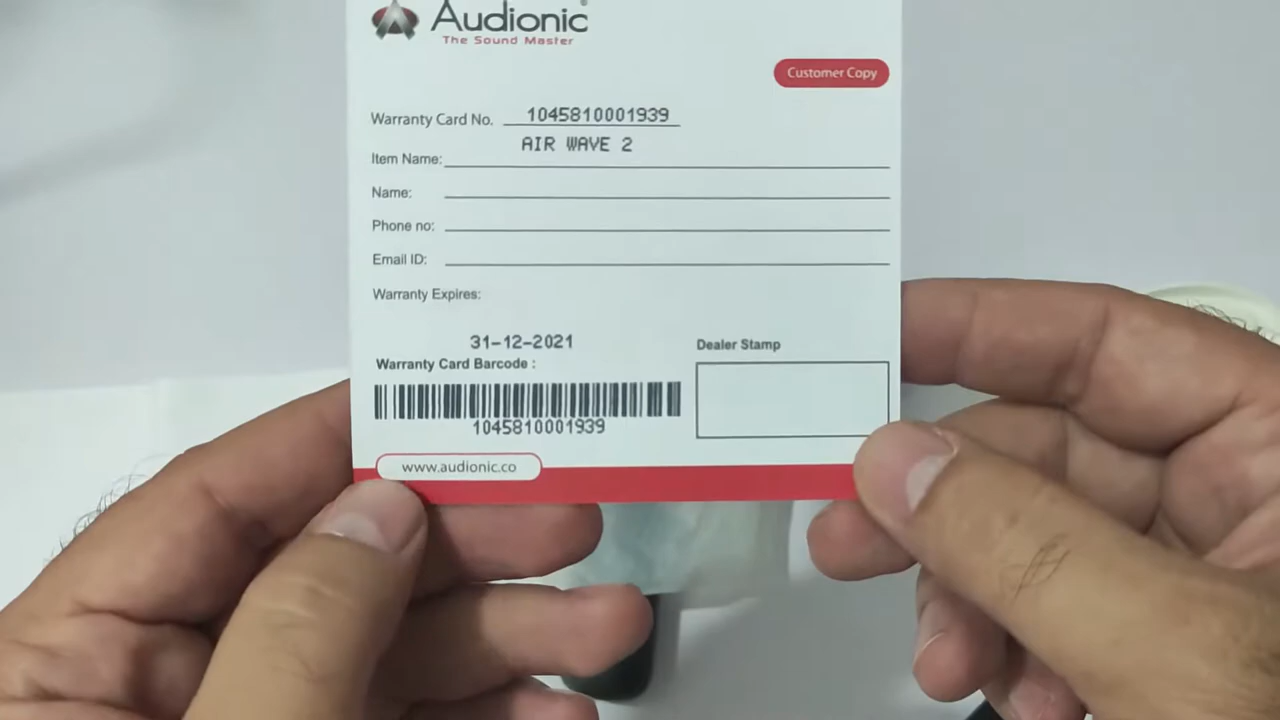 Audionic®
The Sound Master
Customer Copy
Warranty Card No. 1045810001939
Item Name: AIR WAVE 2
Name:
Phone no:
Email ID:
Warranty Expires:
31-12-2021
Dealer Stamp
Warranty Card Barcode :
1045810001939
www.audionic.co